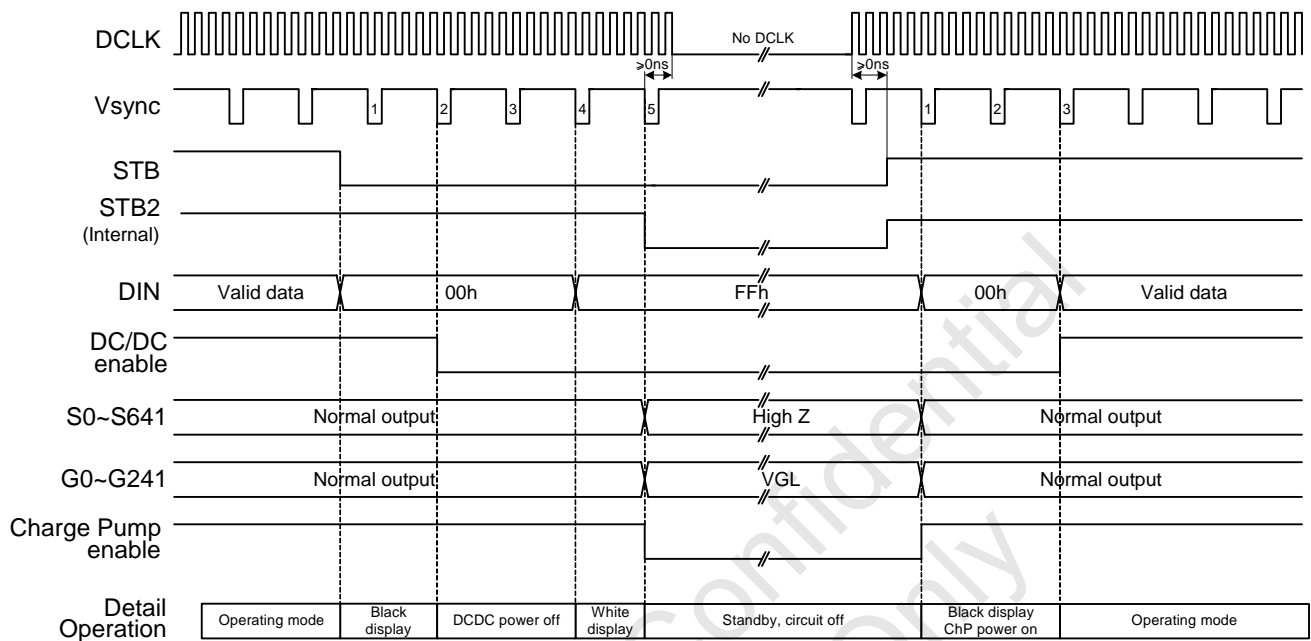 DCLK
No DCLK
>0ns
>0ns
Vsync
1 2 3 4 5 1 2 3
STB
STB2
(Internal)
DIN
Valid data 00h FFh 00h Valid data
DC/DC
enable
S0~S641
Normal output High Z Normal output
G0~G241
Normal output VGL Normal output
Charge Pump
enable
Detail
Operation
Operating mode
Black
display
DCDC power off
White
display
Standby, circuit off
Black display
ChP power on
Operating mode
Confidential
Only